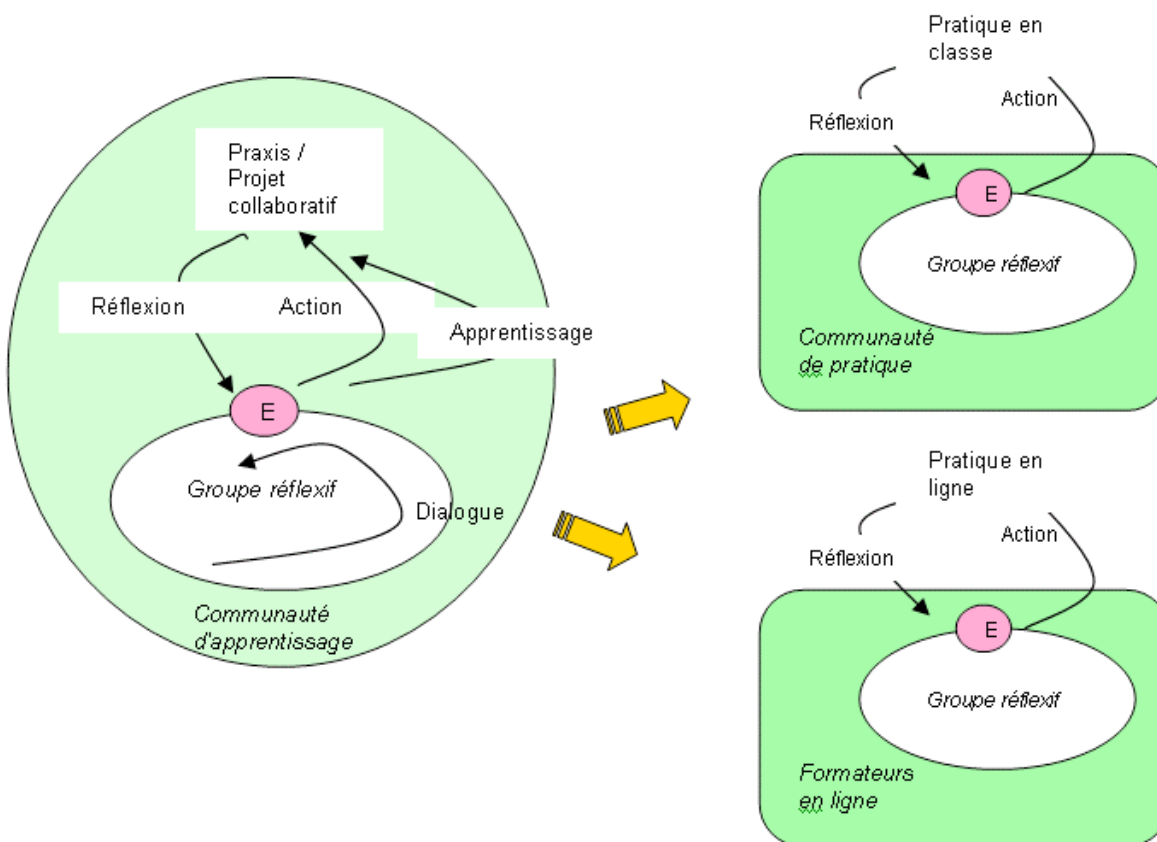 Praxis /
Projet
collaboratif
Réflexion
Action
Apprentissage
E
Groupe réflexif
Dialogue
Communauté
d'apprentissage
Pratique en
classe
Action
Réflexion
E
Groupe réflexif
Communauté
de pratique
Pratique en
ligne
Action
Réflexion
E
Groupe réflexif
Formateurs
en ligne